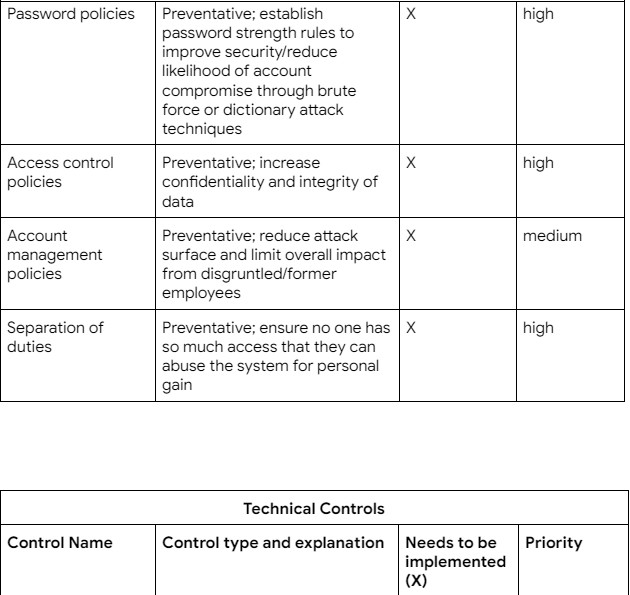 Password policies
Preventative; establish
password strength rules to
improve security/reduce
likelihood of account
compromise through brute
force or dictionary attack
techniques
X
high
Access control
policies
Preventative; increase
confidentiality and integrity of
data
X
high
Account
management
policies
Preventative; reduce attack
surface and limit overall impact
from disgruntled/former
employees
X
medium
Separation of
duties
Preventative; ensure no one has
so much access that they can
abuse the system for personal
gain
X
high
Technical Controls
Control Name
Control type and explanation
Needs to be
implemented
(X)
Priority